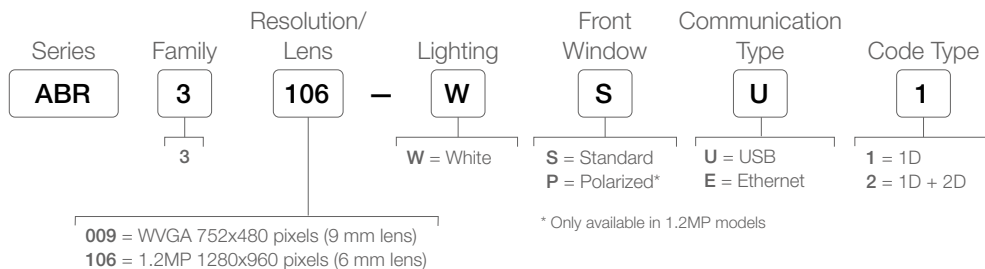 Resolution/ Front Communication
Series Family Lens Lighting Window Type Code Type
ABR 3 106 – W S U 1
3 W = White S = Standard U = USB 1 = 1D
P = Polarized* E = Ethernet 2 = 1D + 2D
* Only available in 1.2MP models
009 = WVGA 752x480 pixels (9 mm lens)
106 = 1.2MP 1280x960 pixels (6 mm lens)